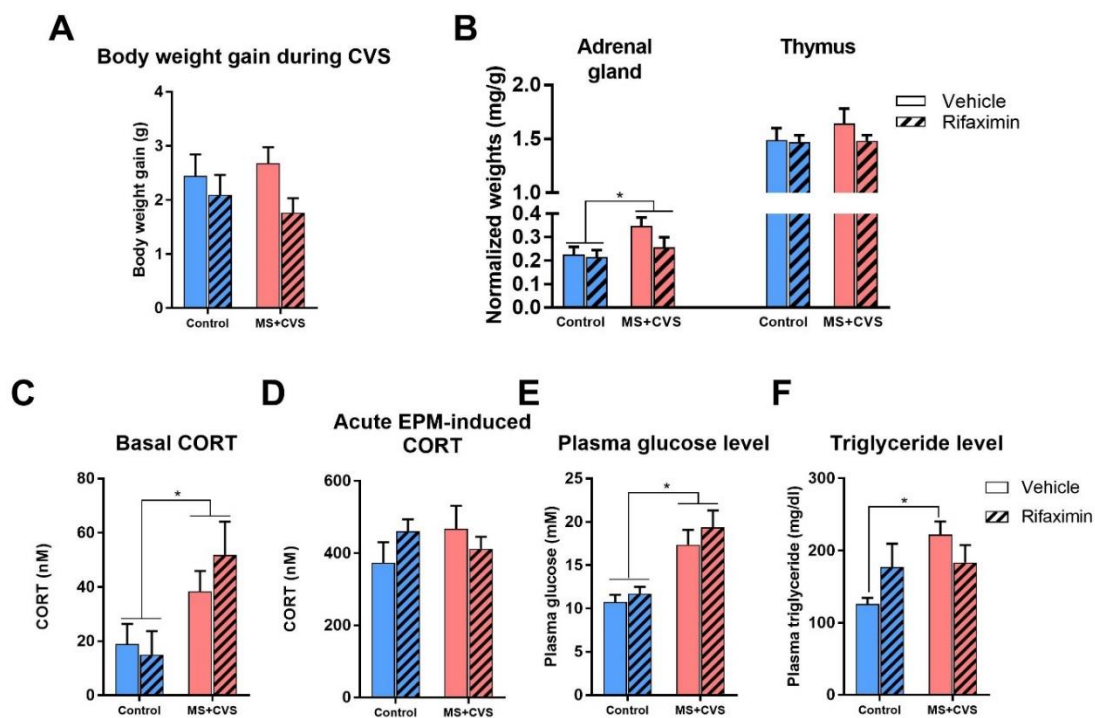 A
Body weight gain during CVS
Body weight gain (g)
4
3
2
1
0
Control
MS+CVS
B
Adrenal
gland
Thymus
Normalized weights (mg/g)
2.0
1.5
1.0
0.4
0.3
0.2
0.1
0.0
*
Control
MS+CVS
Control
MS+CVS
Vehicle
Rifaximin
C
Basal CORT
CORT (nM)
80
60
40
20
0
*
Control
MS+CVS
D
Acute EPM-induced
CORT
CORT (nM)
600
400
200
0
Control
MS+CVS
E
Plasma glucose level
Plasma glucose (mM)
25
20
15
10
5
0
*
Control
MS+CVS
F
Triglyceride level
Plasma triglyceride (mg/dl)
300
200
100
0
*
Control
MS+CVS
Vehicle
Rifaximin